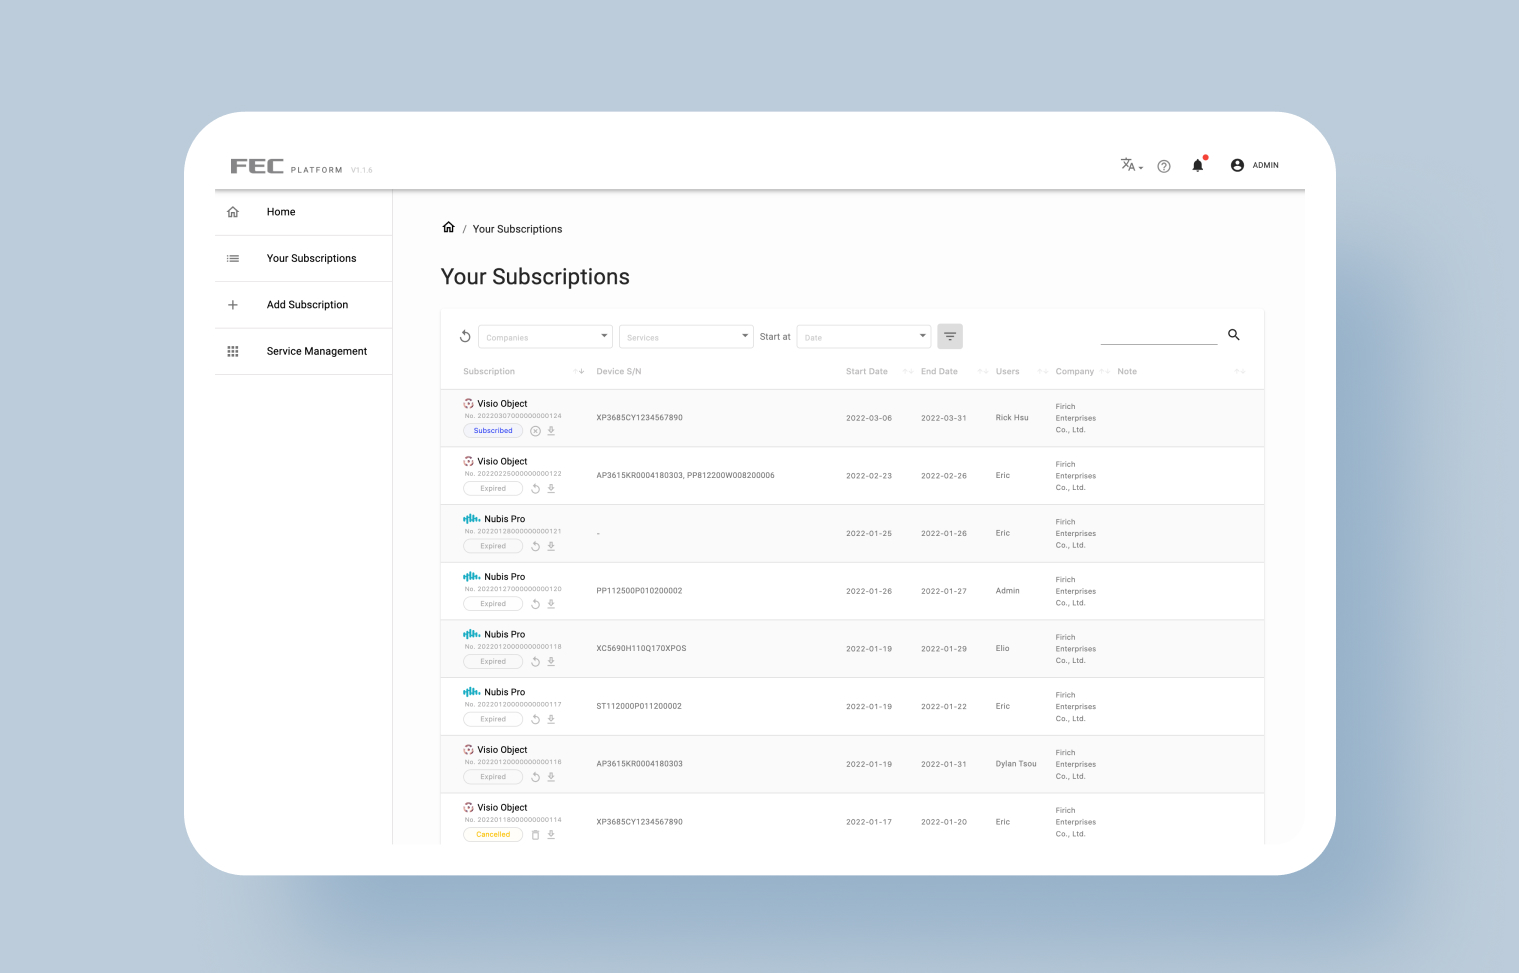 FEC PLATFORM V1.1.6
ADMIN
Home
Your Subscriptions
Add Subscription
Service Management
/ Your Subscriptions
Your Subscriptions
Companies Services Start at Date
Subscription Device S/N Start Date End Date Users Company Note
Visio Object
No. 20220307000000000124
Subscribed
XP3685CY1234567890
2022-03-06
2022-03-31
Rick Hsu
Firich
Enterprises
Co., Ltd.
Visio Object
No. 20220225000000000122
Expired
AP3615KR0004180303, PP812200W008200006
2022-02-23
2022-02-26
Eric
Firich
Enterprises
Co., Ltd.
Nubis Pro
No. 20220128000000000121
Expired
-
2022-01-25
2022-01-26
Eric
Firich
Enterprises
Co., Ltd.
Nubis Pro
No. 20220127000000000120
Expired
PP112500P010200002
2022-01-26
2022-01-27
Admin
Firich
Enterprises
Co., Ltd.
Nubis Pro
No. 20220120000000000118
Expired
XC5690H110Q170XPOS
2022-01-19
2022-01-29
Elio
Firich
Enterprises
Co., Ltd.
Nubis Pro
No. 20220120000000000117
Expired
ST112000P011200002
2022-01-19
2022-01-22
Eric
Firich
Enterprises
Co., Ltd.
Visio Object
No. 20220120000000000116
Expired
AP3615KR0004180303
2022-01-19
2022-01-31
Dylan Tsou
Firich
Enterprises
Co., Ltd.
Visio Object
No. 20220118000000000114
Cancelled
XP3685CY1234567890
2022-01-17
2022-01-20
Eric
Firich
Enterprises
Co., Ltd.